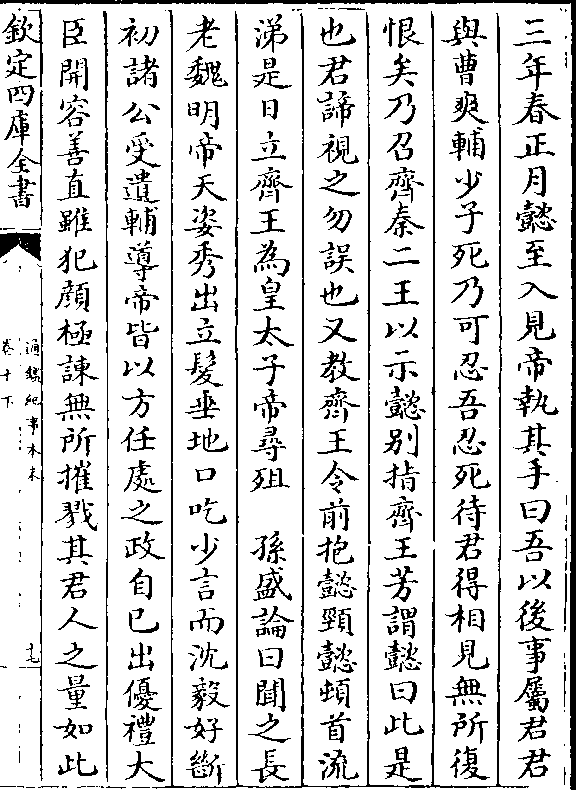 三年春正月懿至入見帝執其手曰吾以後事屬君君
與曹爽輔少子死乃可忍吾忍死待君得相見無所復
恨矣乃召齊秦二王以示懿别指齊王芳謂懿曰此是
也君諦視之勿誤也又教齊王令前抱懿頸懿頓首流
涕是日立齊王為皇太子帝尋殂　孫盛論曰聞之長
老魏明帝天姿秀出立髮垂地口吃少言而沈毅好斷
初諸公受遺輔導帝皆以方任處之政自已出優禮大
臣開容善直雖犯顔極諫無所摧戮其君人之量如此
欽定四庫全書
通鑑紀事本末
卷十下